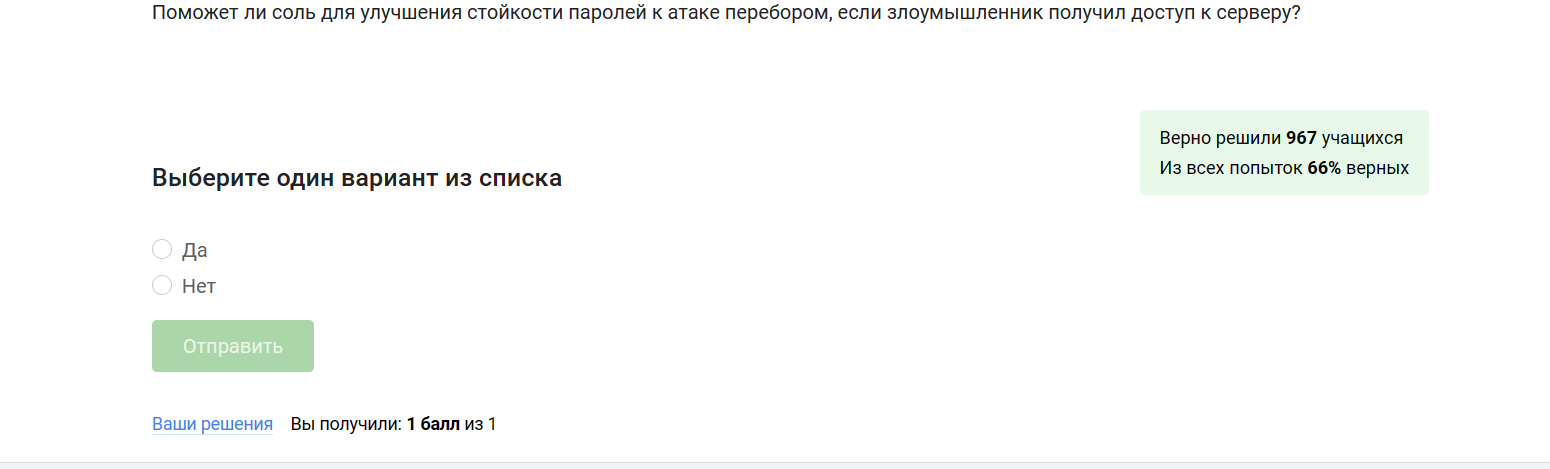 Поможет ли соль для улучшения стойкости паролей к атаке перебором, если злоумышленник получил доступ к серверу?
Верно решили 967 учащихся
Из всех попыток 66% верных
Выберите один вариант из списка
Да
Нет
Отправить
Ваши решения Вы получили: 1 балл из 1